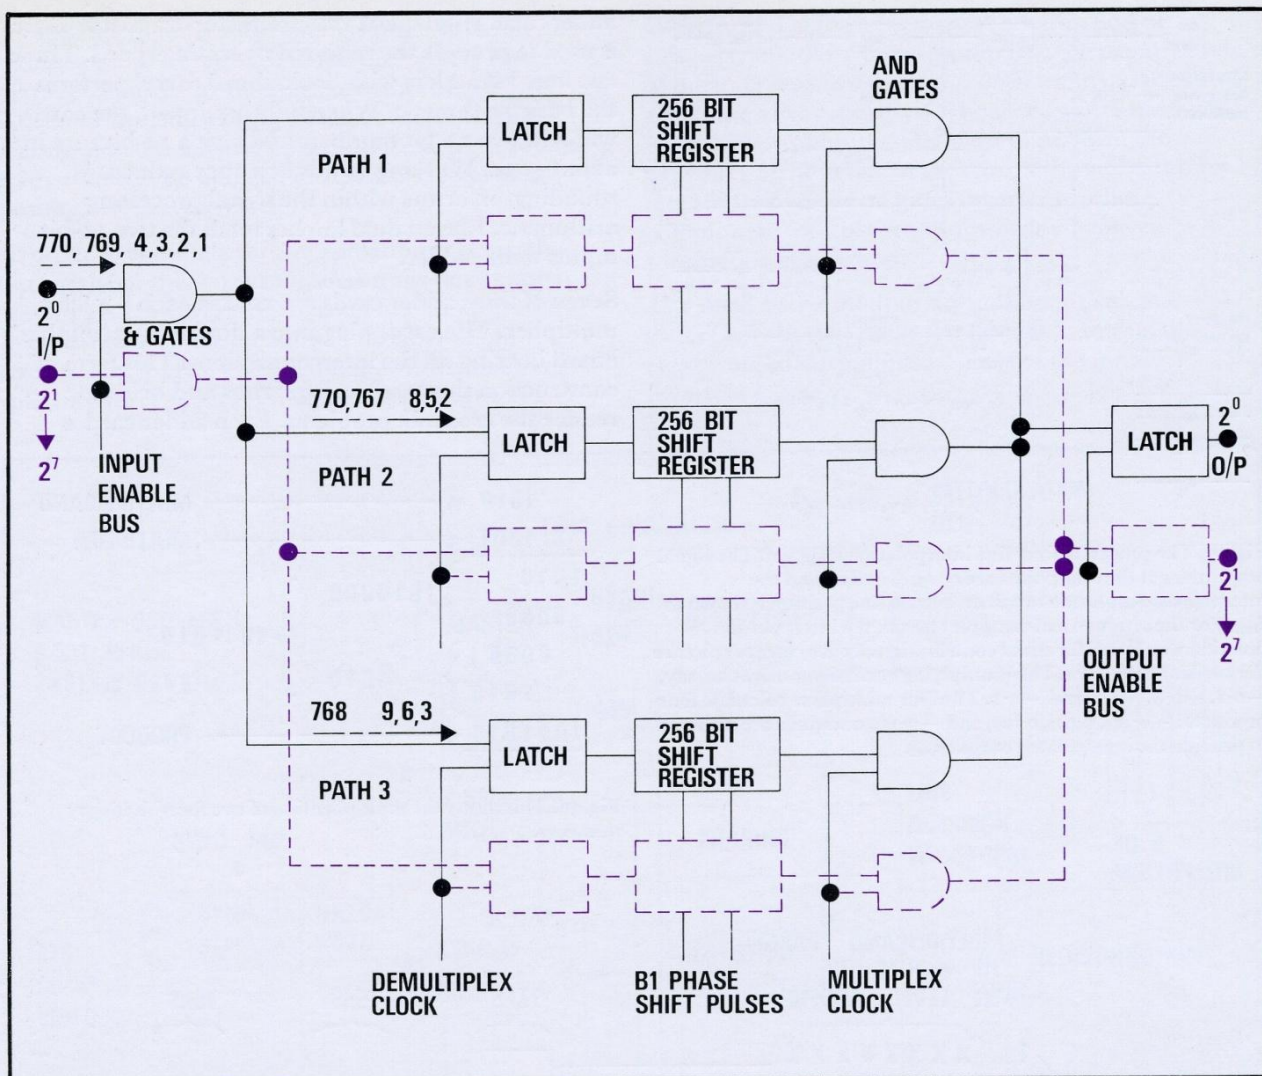 AND
GATES
LATCH
256 BIT
SHIFT
REGISTER
PATH 1
770, 769, 4, 3, 2, 1
2⁰
I/P
& GATES
2¹
2⁷
INPUT
ENABLE
BUS
770,767 8,52
LATCH
256 BIT
SHIFT
REGISTER
PATH 2
LATCH
2⁰
O/P
2¹
2⁷
OUTPUT
ENABLE
BUS
768 9,6,3
LATCH
256 BIT
SHIFT
REGISTER
PATH 3
DEMULTIPLEX
CLOCK
B1 PHASE
SHIFT PULSES
MULTIPLEX
CLOCK